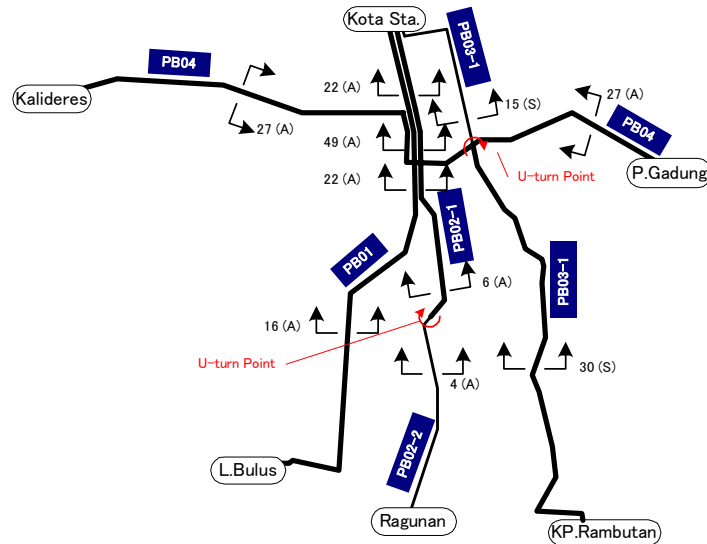 Kota Sta.
PB03-1
PB04
Kalideres
22 (A)
27 (A)
15 (S)
27 (A)
PB04
49 (A)
P.Gadung
U-turn Point
22 (A)
PB02-1
PB01
PB03-1
6 (A)
16 (A)
U-turn Point
30 (S)
4 (A)
PB02-2
L.Bulus
Ragunan
KP.Rambutan